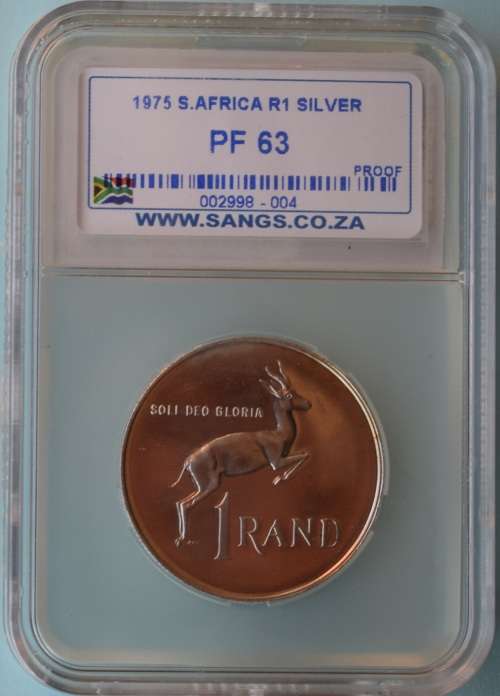 1975 S.AFRICA R1 SILVER
PF 63
PROOF
002998 - 004
WWW.SANGS.CO.ZA
SOLI DEO GLORIA
1 RAND